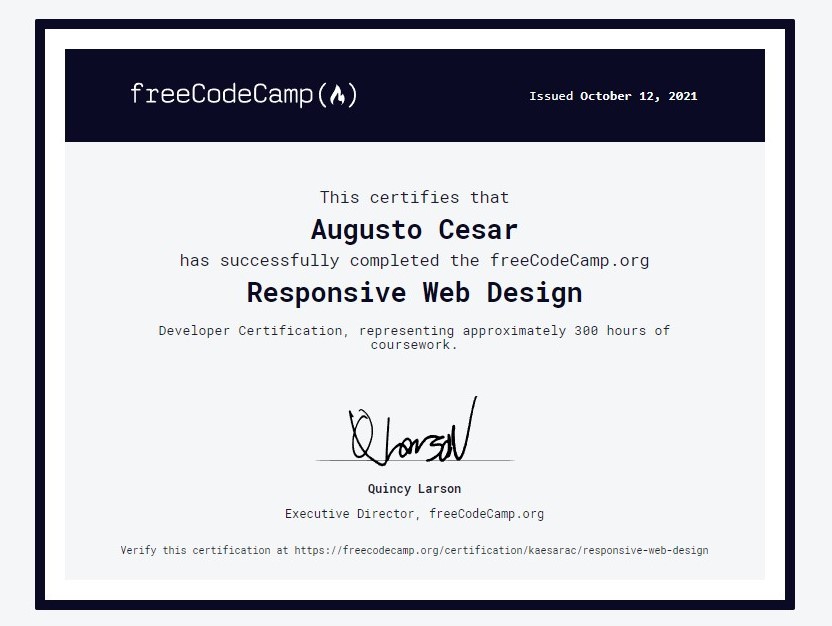 freeCodeCamp(🔥)
Issued October 12, 2021
This certifies that
Augusto Cesar
has successfully completed the freeCodeCamp.org
Responsive Web Design
Developer Certification, representing approximately 300 hours of
coursework.
Q Larson
Quincy Larson
Executive Director, freeCodeCamp.org
Verify this certification at https://freecodecamp.org/certification/kaesarac/responsive-web-design